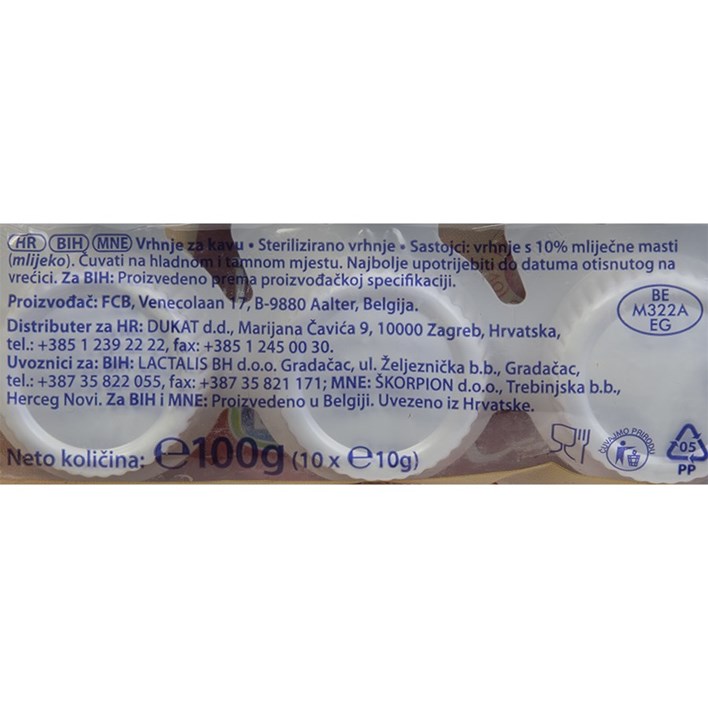 HR BIH MNE Vrhnje za kavu • Sterilizirano vrhnje • Sastojci: vrhnje s 10% mliječne masti
(mlijeko). Čuvati na hladnom i tamnom mjestu. Najbolje upotrijebiti do datuma otisnutog na
vrećici. Za BIH: Proizvedeno prema proizvođačkoj specifikaciji.
Proizvođač: FCB, Venecolaan 17, B-9880 Aalter, Belgija.
BE
M322A
EG
Distributer za HR: DUKAT d.d., Marijana Čavića 9, 10000 Zagreb, Hrvatska,
tel.: +385 1 239 22 22, fax: +385 1 245 00 30.
Uvoznici za: BIH: LACTALIS BH d.o.o. Gradačac, ul. Željeznička b.b., Gradačac,
tel.: +387 35 822 055, fax: +387 35 821 171; MNE: ŠKORPION d.o.o., Trebinjska b.b.,
Herceg Novi. Za BIH i MNE: Proizvedeno u Belgiji. Uvezeno iz Hrvatske.
Neto količina: ℮100g (10 x ℮10g)
ČUVAJMO PRIRODU
05
PP